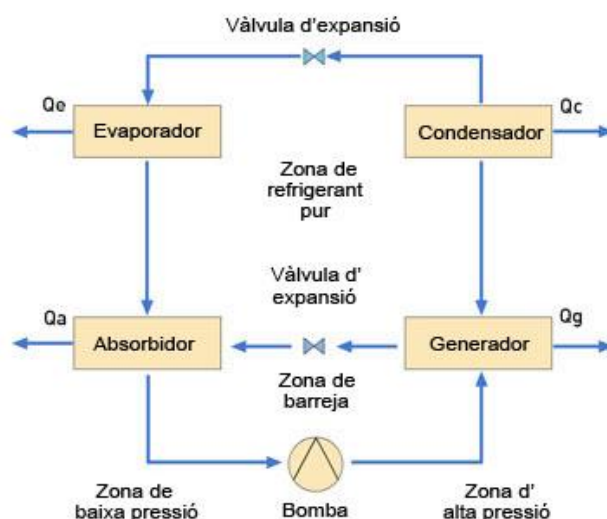 Vàlvula d'expansió
Qe
Evaporador
Condensador
Qc
Zona de
refrigerant
pur
Vàlvula d'
expansió
Qa
Absorbidor
Generador
Qg
Zona de
barreja
Zona de
baixa pressió
Bomba
Zona d'
alta pressió